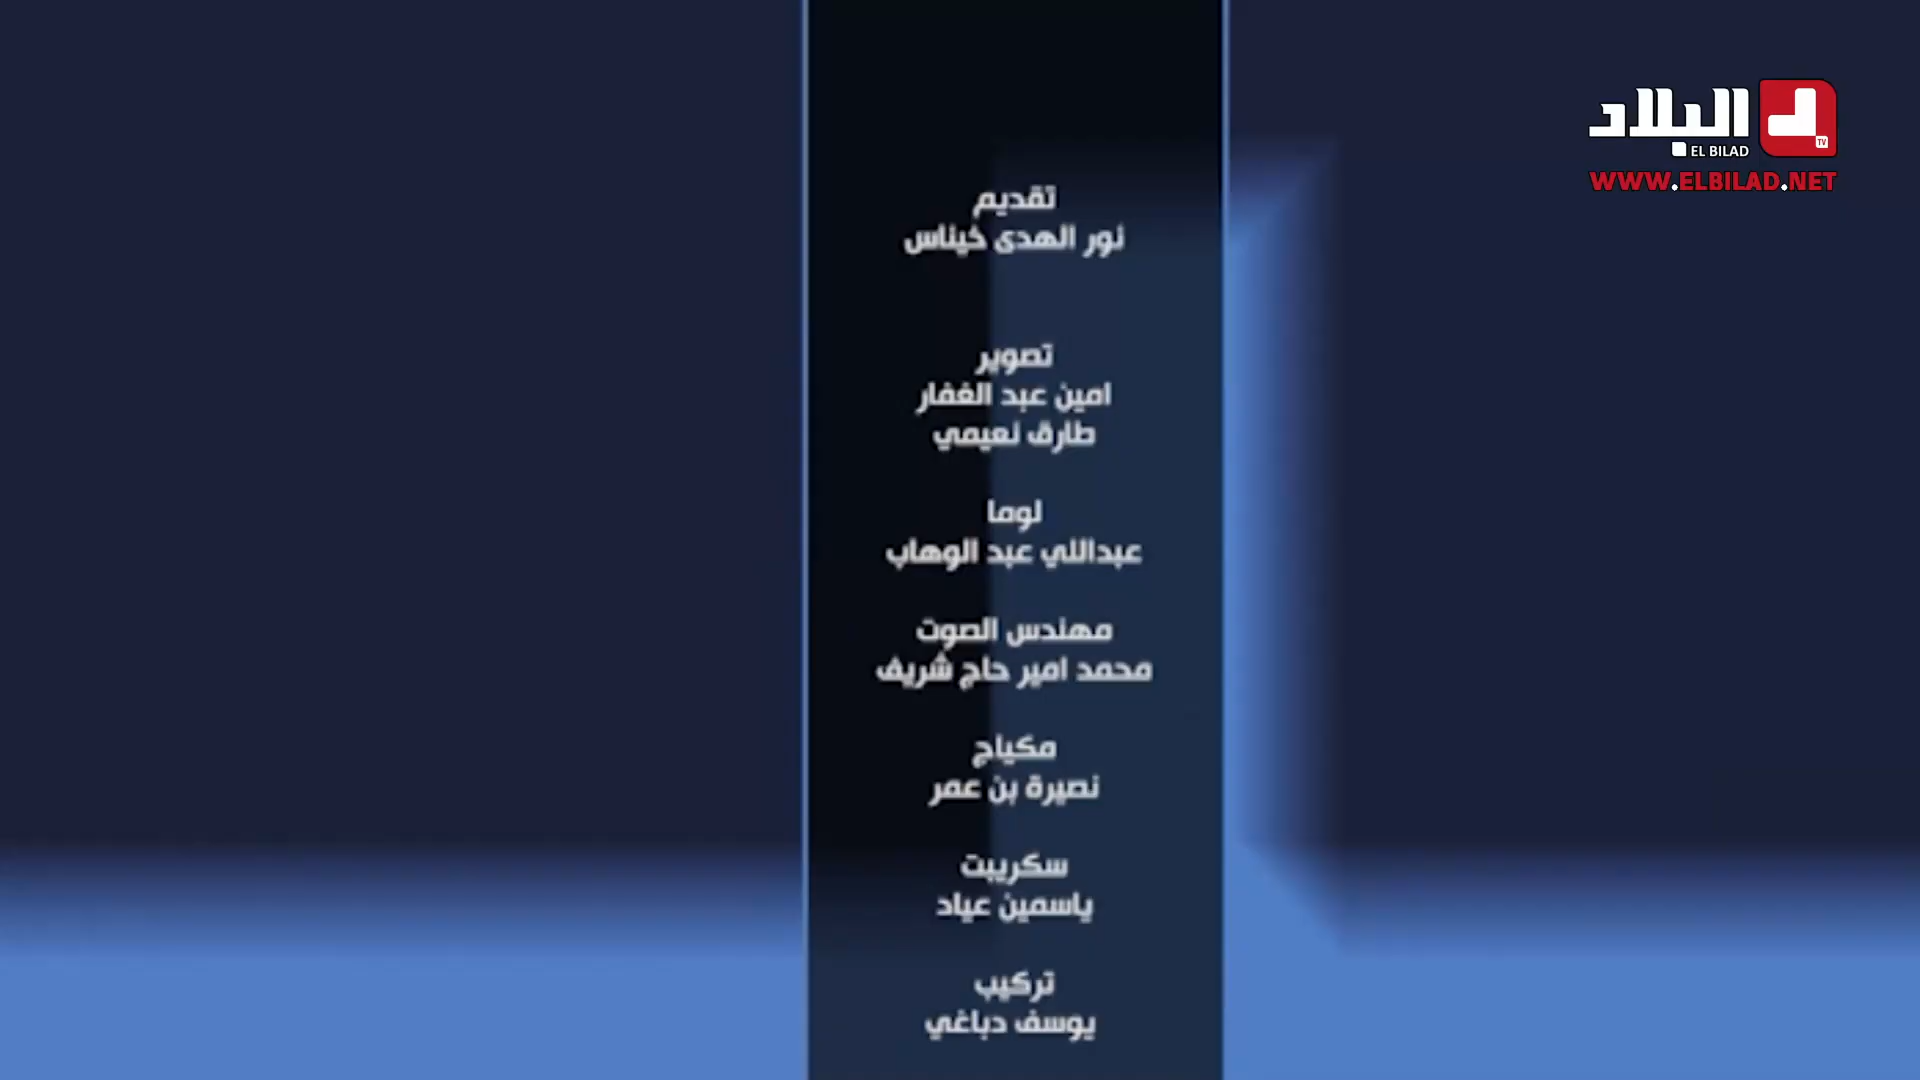 البلاد
TV
EL BILAD
WWW.ELBILAD.NET
تقديم
نور الهدى خيناس
تصوير
امين عبد الغفار
طارق نعيمي
لوما
عبداللي عبد الوهاب
مهندس الصوت
محمد امير حاج شريف
مكياج
نصيرة بن عمر
سكريبت
ياسمين عياد
تركيب
يوسف دباغي